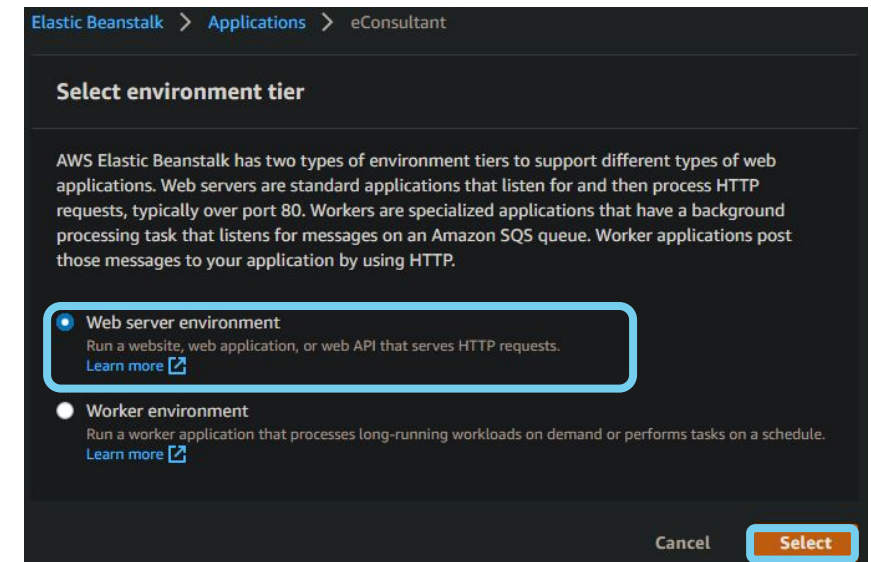 Elastic Beanstalk > Applications > eConsultant
Select environment tier
AWS Elastic Beanstalk has two types of environment tiers to support different types of web
applications. Web servers are standard applications that listen for and then process HTTP
requests, typically over port 80. Workers are specialized applications that have a background
processing task that listens for messages on an Amazon SQS queue. Worker applications post
those messages to your application by using HTTP.
Web server environment
Run a website, web application, or web API that serves HTTP requests.
Learn more
Worker environment
Run a worker application that processes long-running workloads on demand or performs tasks on a schedule.
Learn more
Cancel Select